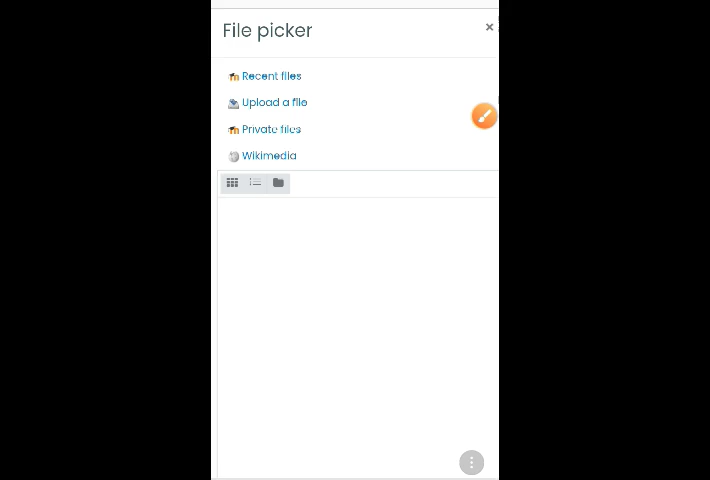 File picker
Recent files
Upload a file
Private files
Wikimedia